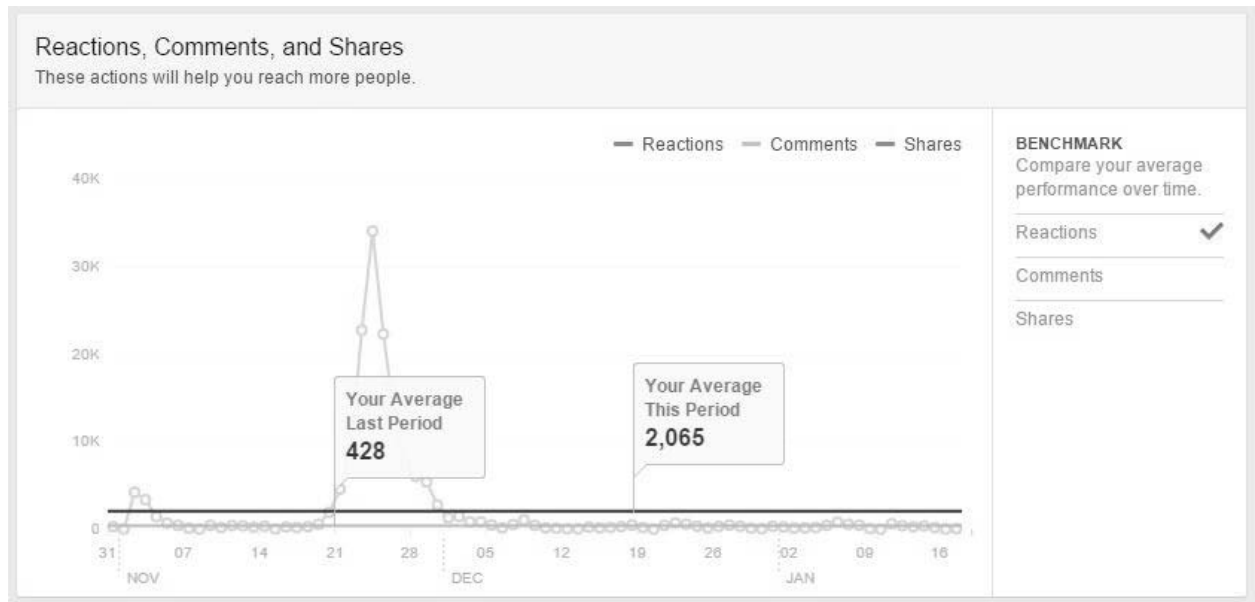 Reactions, Comments, and Shares
These actions will help you reach more people.
Reactions Comments Shares
40K
30K
20K
10K
0
Your Average
Last Period
428
Your Average
This Period
2,065
31 07 14 21 28 05 12 19 26 02 09 16
NOV DEC JAN
BENCHMARK
Compare your average
performance over time.
Reactions
Comments
Shares